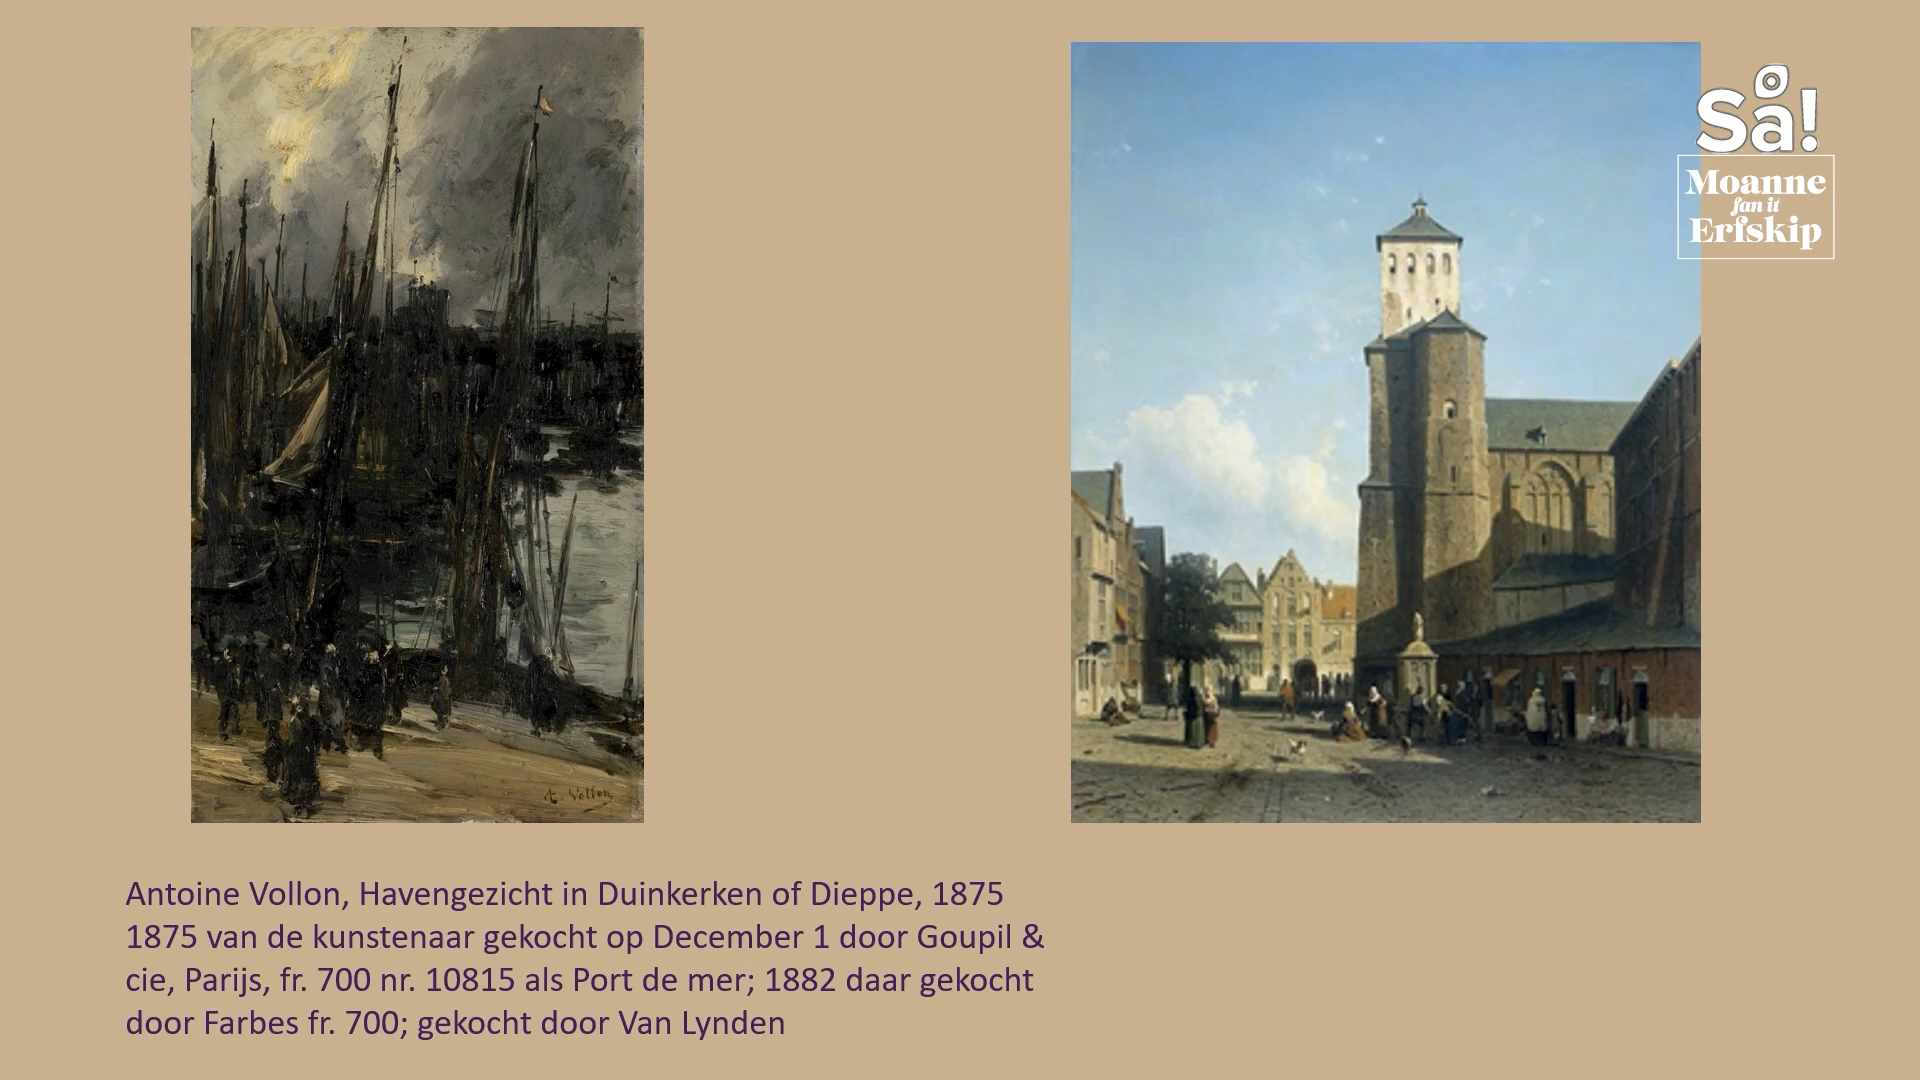 Så!
Moanne
fan it
Erfskip
A. Vollon
Antoine Vollon, Havengezicht in Duinkerken of Dieppe, 1875
1875 van de kunstenaar gekocht op December 1 door Goupil &
cie, Parijs, fr. 700 nr. 10815 als Port de mer; 1882 daar gekocht
door Farbes fr. 700; gekocht door Van Lynden